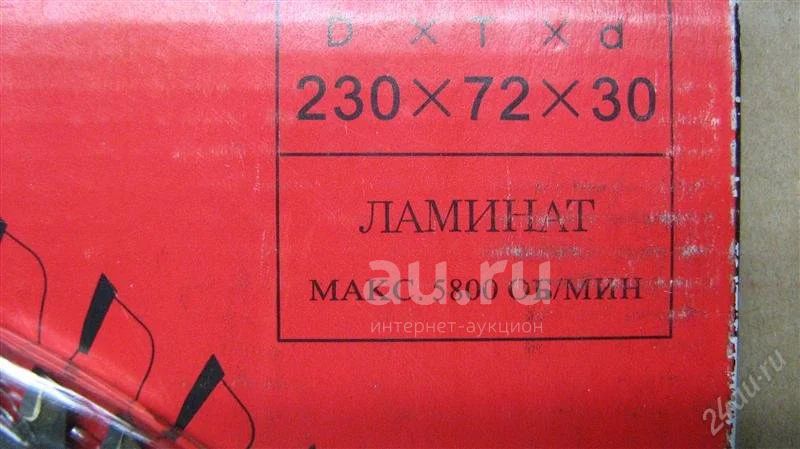 D × T × d
230×72×30
ЛАМИНАТ
МАКС. 5800 ОБ/МИН
au.ru
интернет-аукцион
24au.ru